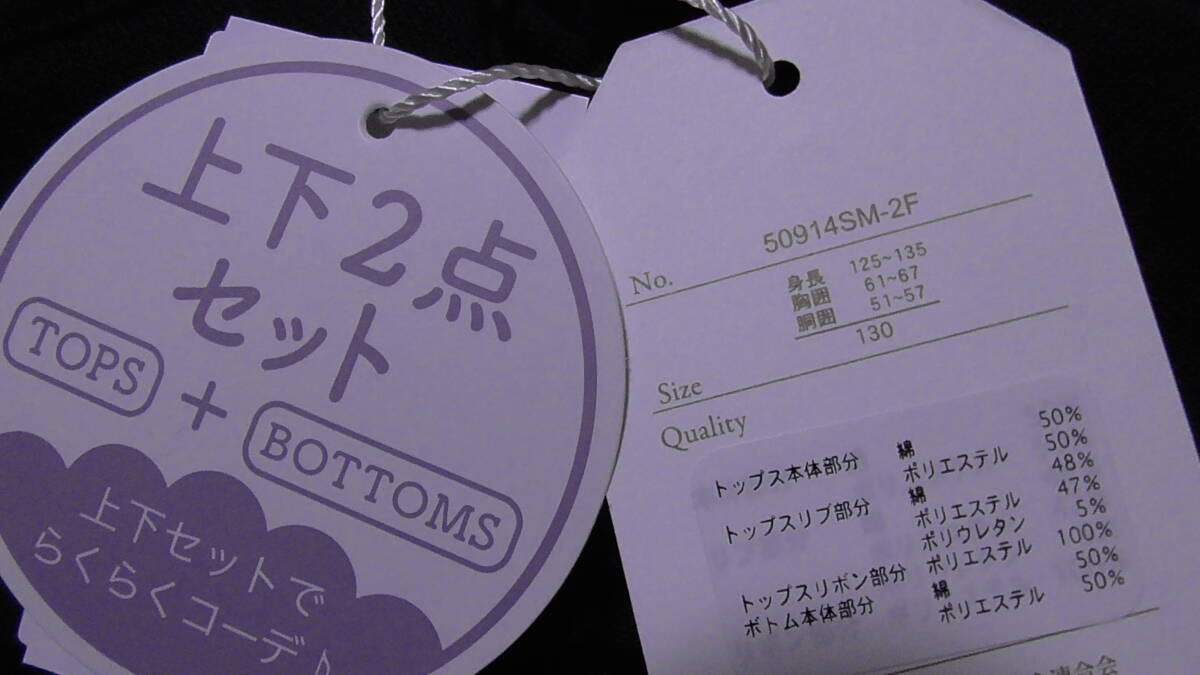 上下2点
セット
TOPS + BOTTOMS
上下セットで
らくらくコーデ♪
No. 50914SM-2F
身長 125~135
胸囲 61~67
胴囲 51~57
Size 130
Quality
トップス本体部分 綿 50%
ポリエステル 50%
トップスリブ部分 綿 48%
ポリエステル 47%
ポリウレタン 5%
トップスリボン部分 ポリエステル 100%
ボトム本体部分 綿 50%
ポリエステル 50%
連合会